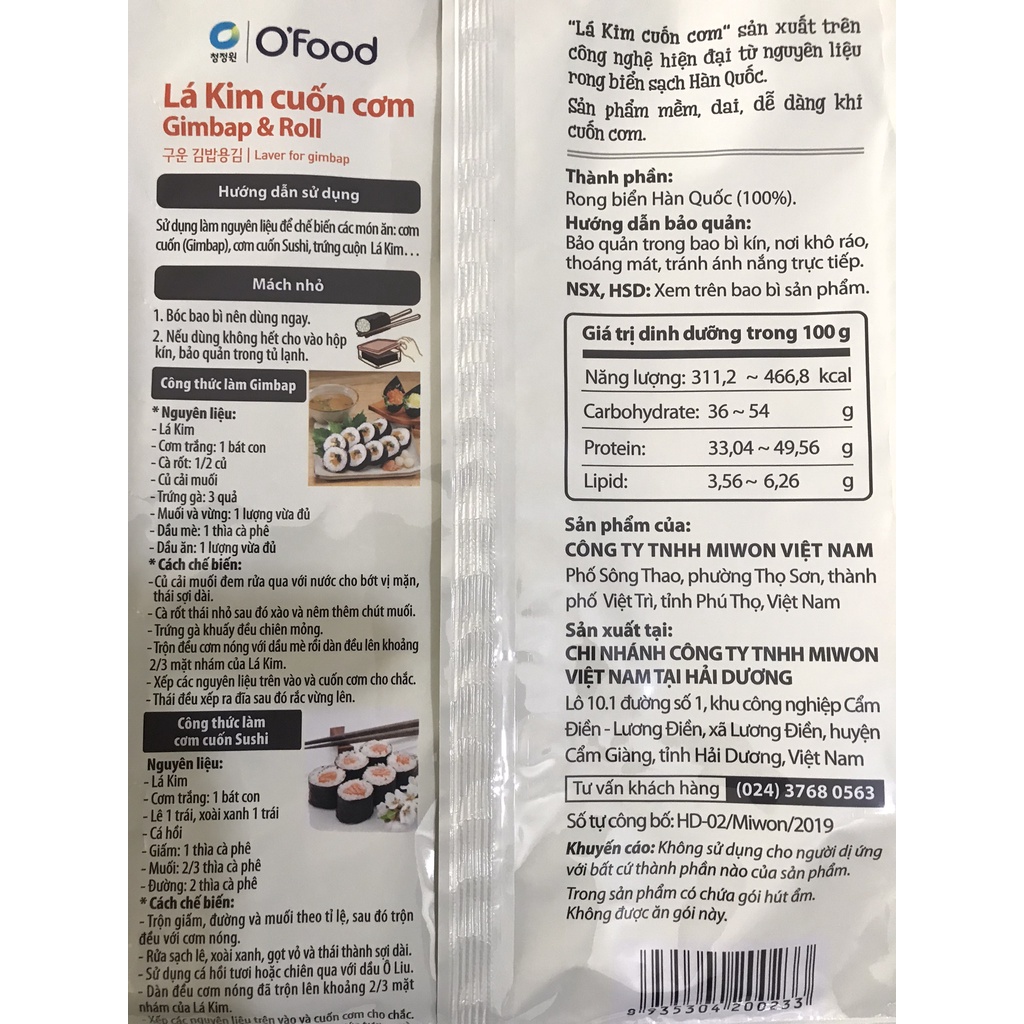 청정원
O'Food
Lá Kim cuốn cơm
Gimbap & Roll
구운 김밥용김 | Laver for gimbap
Hướng dẫn sử dụng
Sử dụng làm nguyên liệu để chế biến các món ăn: cơm
cuốn (Gimbap), cơm cuốn Sushi, trứng cuộn Lá Kim…
Mách nhỏ
1. Bóc bao bì nên dùng ngay.
2. Nếu dùng không hết cho vào hộp
kín, bảo quản trong tủ lạnh.
Công thức làm Gimbap
* Nguyên liệu:
- Lá Kim
- Cơm trắng: 1 bát con
- Cà rốt: 1/2 củ
- Củ cải muối
- Trứng gà: 3 quả
- Muối và vừng: 1 lượng vừa đủ
- Dầu mè: 1 thìa cà phê
- Dầu ăn: 1 lượng vừa đủ
* Cách chế biến:
- Củ cải muối đem rửa qua với nước cho bớt vị mặn,
thái sợi dài.
- Cà rốt thái nhỏ sau đó xào và nêm thêm chút muối.
- Trứng gà khuấy đều chiên mỏng.
- Trộn đều cơm nóng với dầu mè rồi dàn đều lên khoảng
2/3 mặt nhám của Lá Kim.
- Xếp các nguyên liệu trên vào và cuốn cơm cho chắc.
- Thái đều xếp ra đĩa sau đó rắc vừng lên.
Công thức làm
cơm cuốn Sushi
Nguyên liệu:
- Lá Kim
- Cơm trắng: 1 bát con
- Lê 1 trái, xoài xanh 1 trái
- Cá hồi
- Giấm: 1 thìa cà phê
- Muối: 2/3 thìa cà phê
- Đường: 2 thìa cà phê
* Cách chế biến:
- Trộn giấm, đường và muối theo tỉ lệ, sau đó trộn
đều với cơm nóng.
- Rửa sạch lê, xoài xanh, gọt vỏ và thái thành sợi dài.
- Sử dụng cá hồi tươi hoặc chiên qua với dầu Ô Liu.
- Dàn đều cơm nóng đã trộn lên khoảng 2/3 mặt
nhám của Lá Kim.
- Xếp các nguyên liệu trên vào và cuốn cơm cho chắc.
"Lá Kim cuốn cơm" sản xuất trên
công nghệ hiện đại từ nguyên liệu
rong biển sạch Hàn Quốc.
Sản phẩm mềm, dai, dễ dàng khi
cuốn cơm.
Thành phần:
Rong biển Hàn Quốc (100%).
Hướng dẫn bảo quản:
Bảo quản trong bao bì kín, nơi khô ráo,
thoáng mát, tránh ánh nắng trực tiếp.
NSX, HSD: Xem trên bao bì sản phẩm.
Giá trị dinh dưỡng trong 100 g
Năng lượng: 311,2 ~ 466,8 kcal
Carbohydrate: 36 ~ 54 g
Protein: 33,04 ~ 49,56 g
Lipid: 3,56 ~ 6,26 g
Sản phẩm của:
CÔNG TY TNHH MIWON VIỆT NAM
Phố Sông Thao, phường Thọ Sơn, thành
phố Việt Trì, tỉnh Phú Thọ, Việt Nam
Sản xuất tại:
CHI NHÁNH CÔNG TY TNHH MIWON
VIỆT NAM TẠI HẢI DƯƠNG
Lô 10.1 đường số 1, khu công nghiệp Cẩm
Điền - Lương Điền, xã Lương Điền, huyện
Cẩm Giàng, tỉnh Hải Dương, Việt Nam
Tư vấn khách hàng (024) 3768 0563
Số tự công bố: HD-02/Miwon/2019
Khuyến cáo: Không sử dụng cho người dị ứng
với bất cứ thành phần nào của sản phẩm.
Trong sản phẩm có chứa gói hút ẩm.
Không được ăn gói này.
8 935304 200233